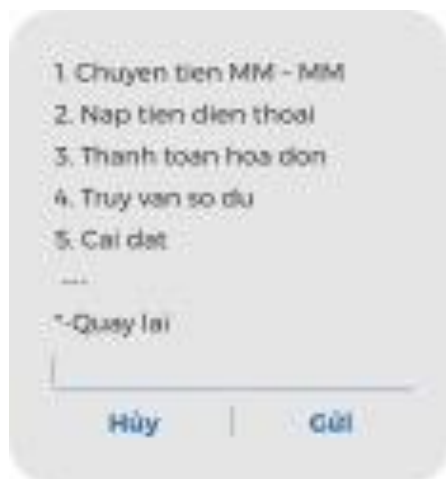 1. Chuyen tien MM - MM
2. Nap tien dien thoai
3. Thanh toan hoa don
4. Truy van so du
5. Cai dat
---
*-Quay lai
Hủy | Gửi